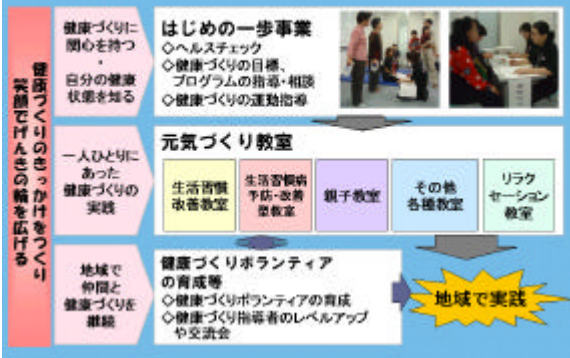 健康づくりのきっかけをつくり
笑顔でげんきの輪を広げる
健康づくりに
関心を持つ
・
自分の健康
状態を知る
はじめの一歩事業
◇ヘルスチェック
◇健康づくりの目標、
プログラムの指導・相談
◇健康づくりの運動指導
一人ひとりに
あった
健康づくりの
実践
元気づくり教室
生活習慣
改善教室
生活習慣病
予防・改善
型教室
親子教室
その他
各種教室
リラク
セーション
教室
地域で
仲間と
健康づくりを
継続
健康づくりボランティア
の育成等
◇健康づくりボランティアの育成
◇健康づくり指導者のレベルアップ
や交流会
地域で実践